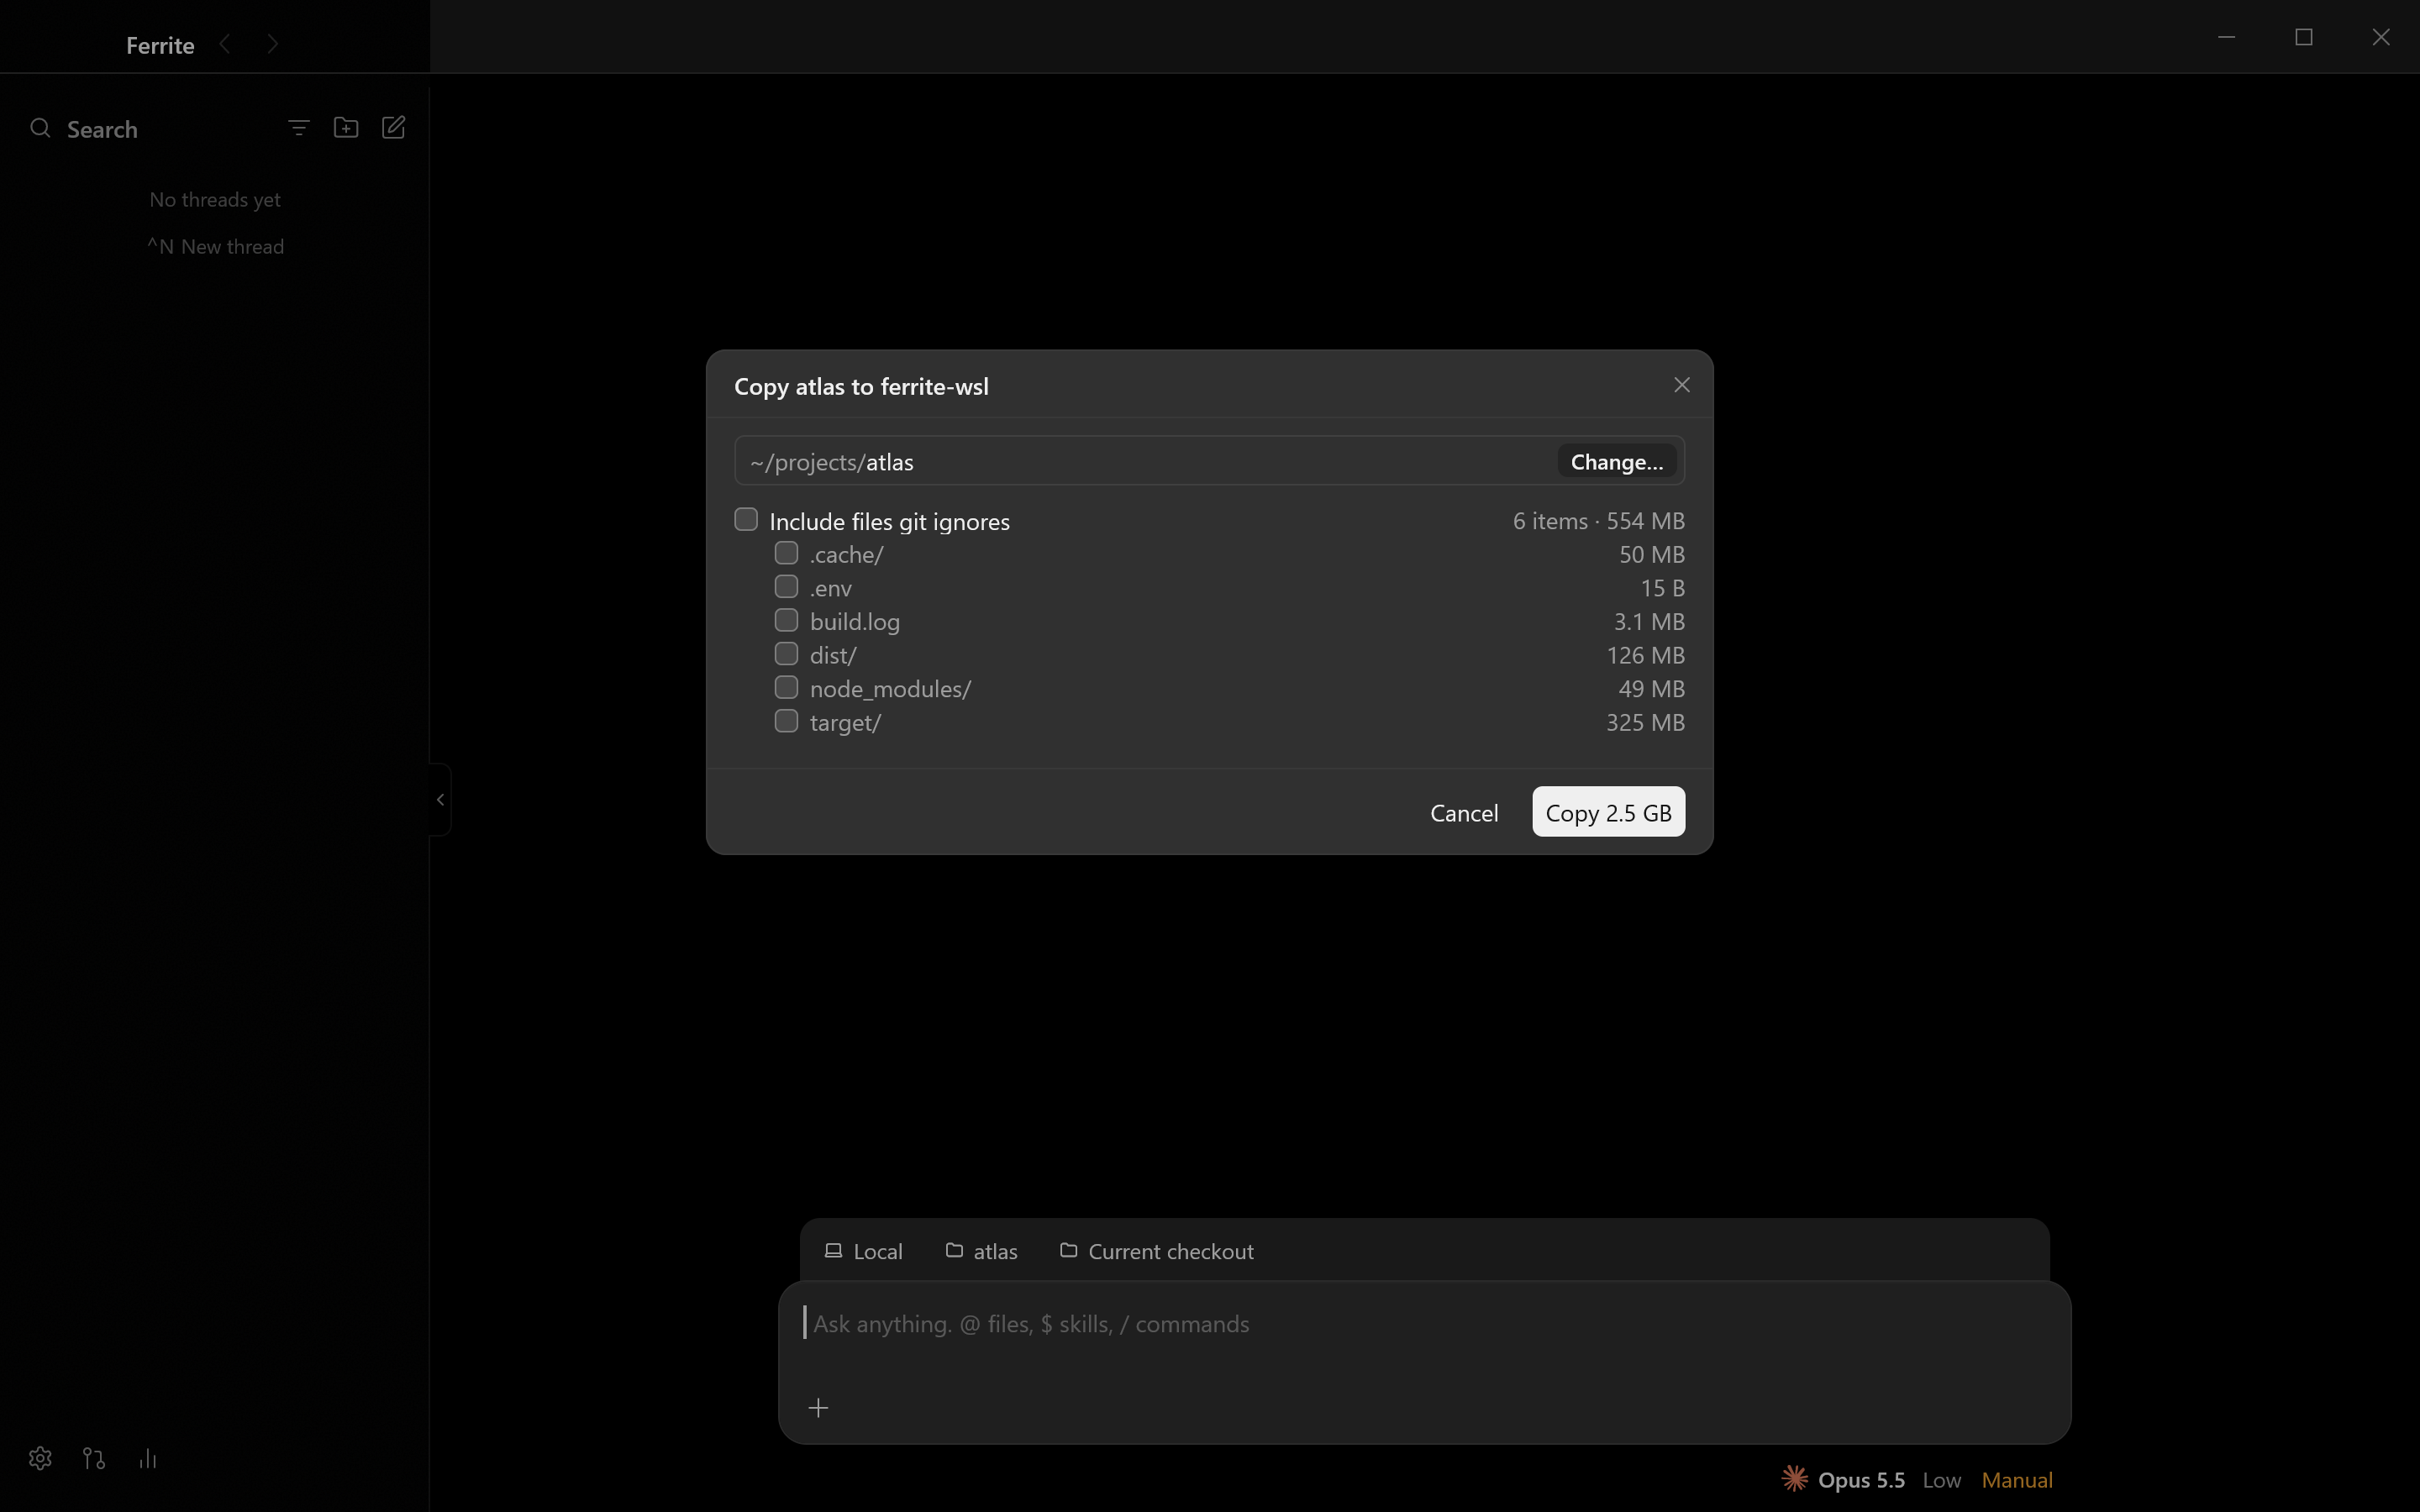 Ferrite
Search
No threads yet
^N New thread
Copy atlas to ferrite-wsl
~/projects/atlas
Change...
Include files git ignores 6 items · 554 MB
.cache/ 50 MB
.env 15 B
build.log 3.1 MB
dist/ 126 MB
node_modules/ 49 MB
target/ 325 MB
Cancel Copy 2.5 GB
Local atlas Current checkout
Ask anything. @ files, $ skills, / commands
Opus 5.5 Low Manual